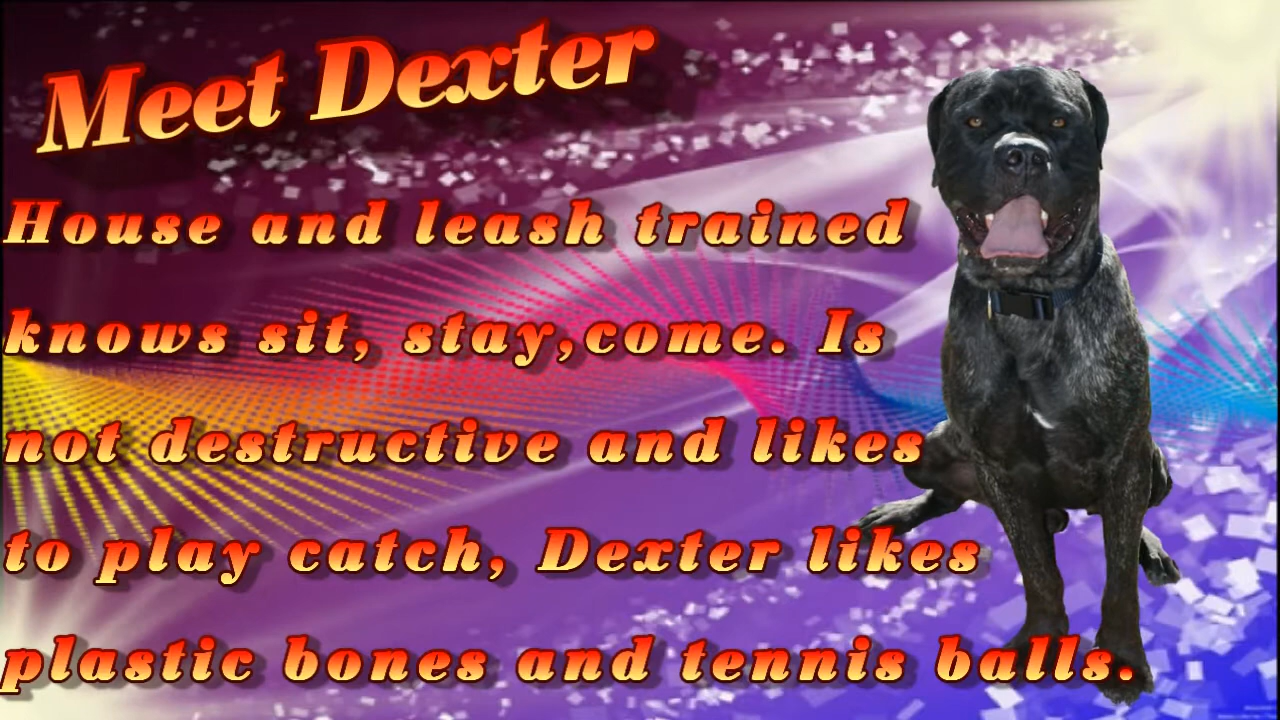 Meet Dexter
House and leash trained
knows sit, stay,come. Is
not destructive and likes
to play catch, Dexter likes
plastic bones and tennis balls.